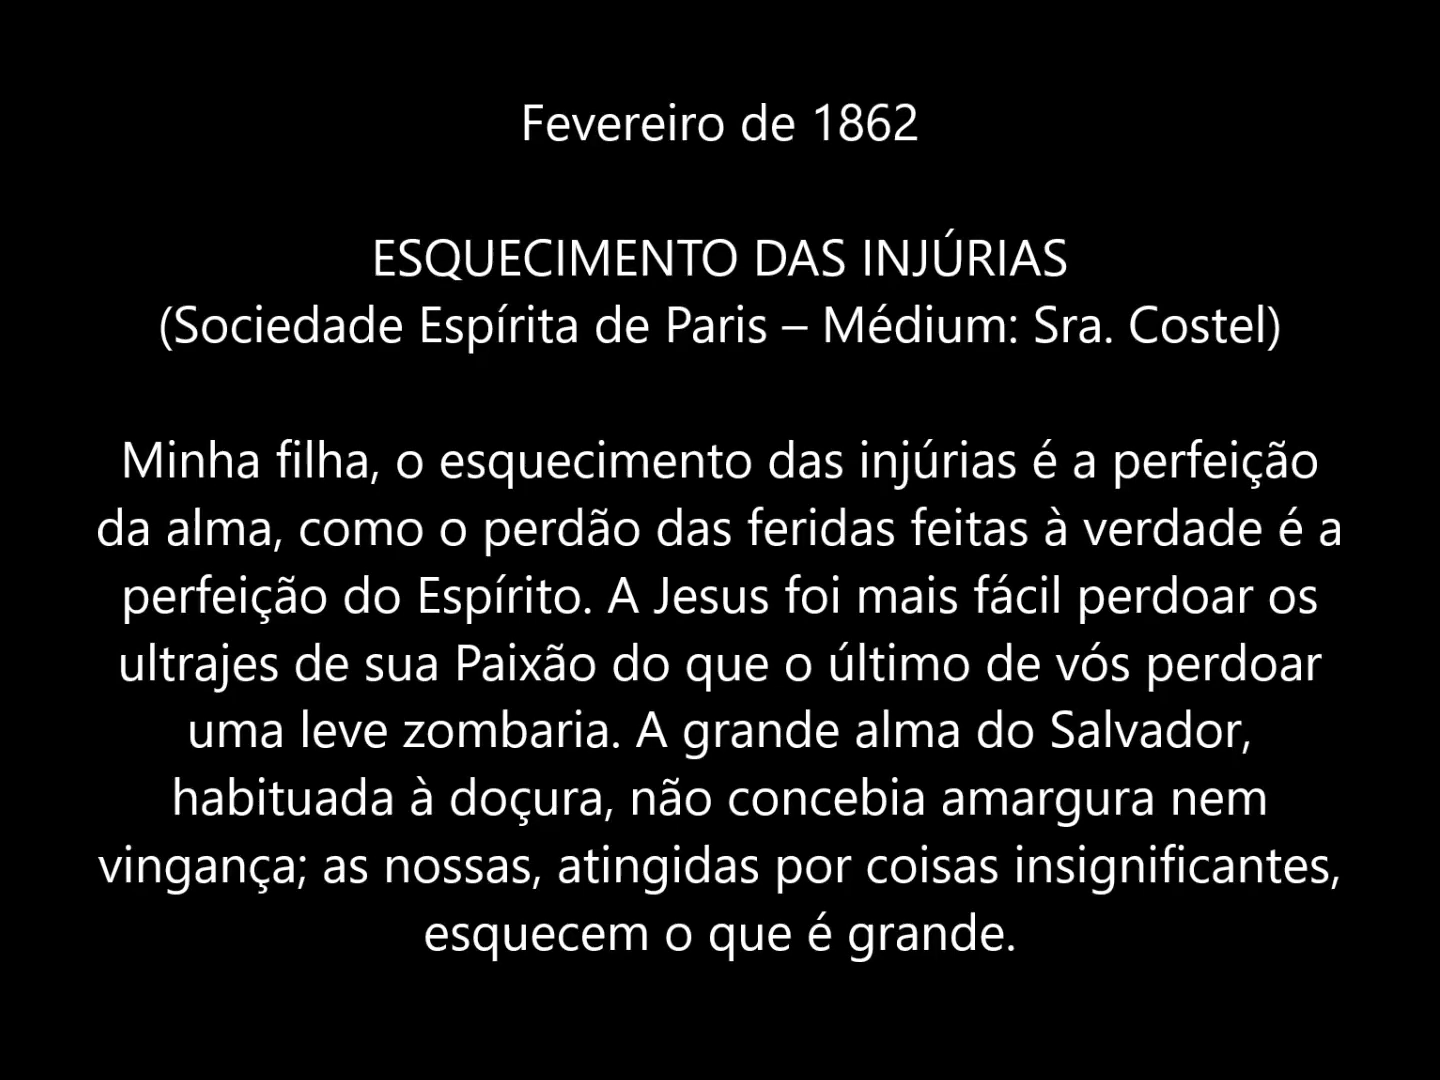 Fevereiro de 1862
ESQUECIMENTO DAS INJÚRIAS
(Sociedade Espírita de Paris – Médium: Sra. Costel)
Minha filha, o esquecimento das injúrias é a perfeição
da alma, como o perdão das feridas feitas à verdade é a
perfeição do Espírito. A Jesus foi mais fácil perdoar os
ultrajes de sua Paixão do que o último de vós perdoar
uma leve zombaria. A grande alma do Salvador,
habituada à doçura, não concebia amargura nem
vingança; as nossas, atingidas por coisas insignificantes,
esquecem o que é grande.